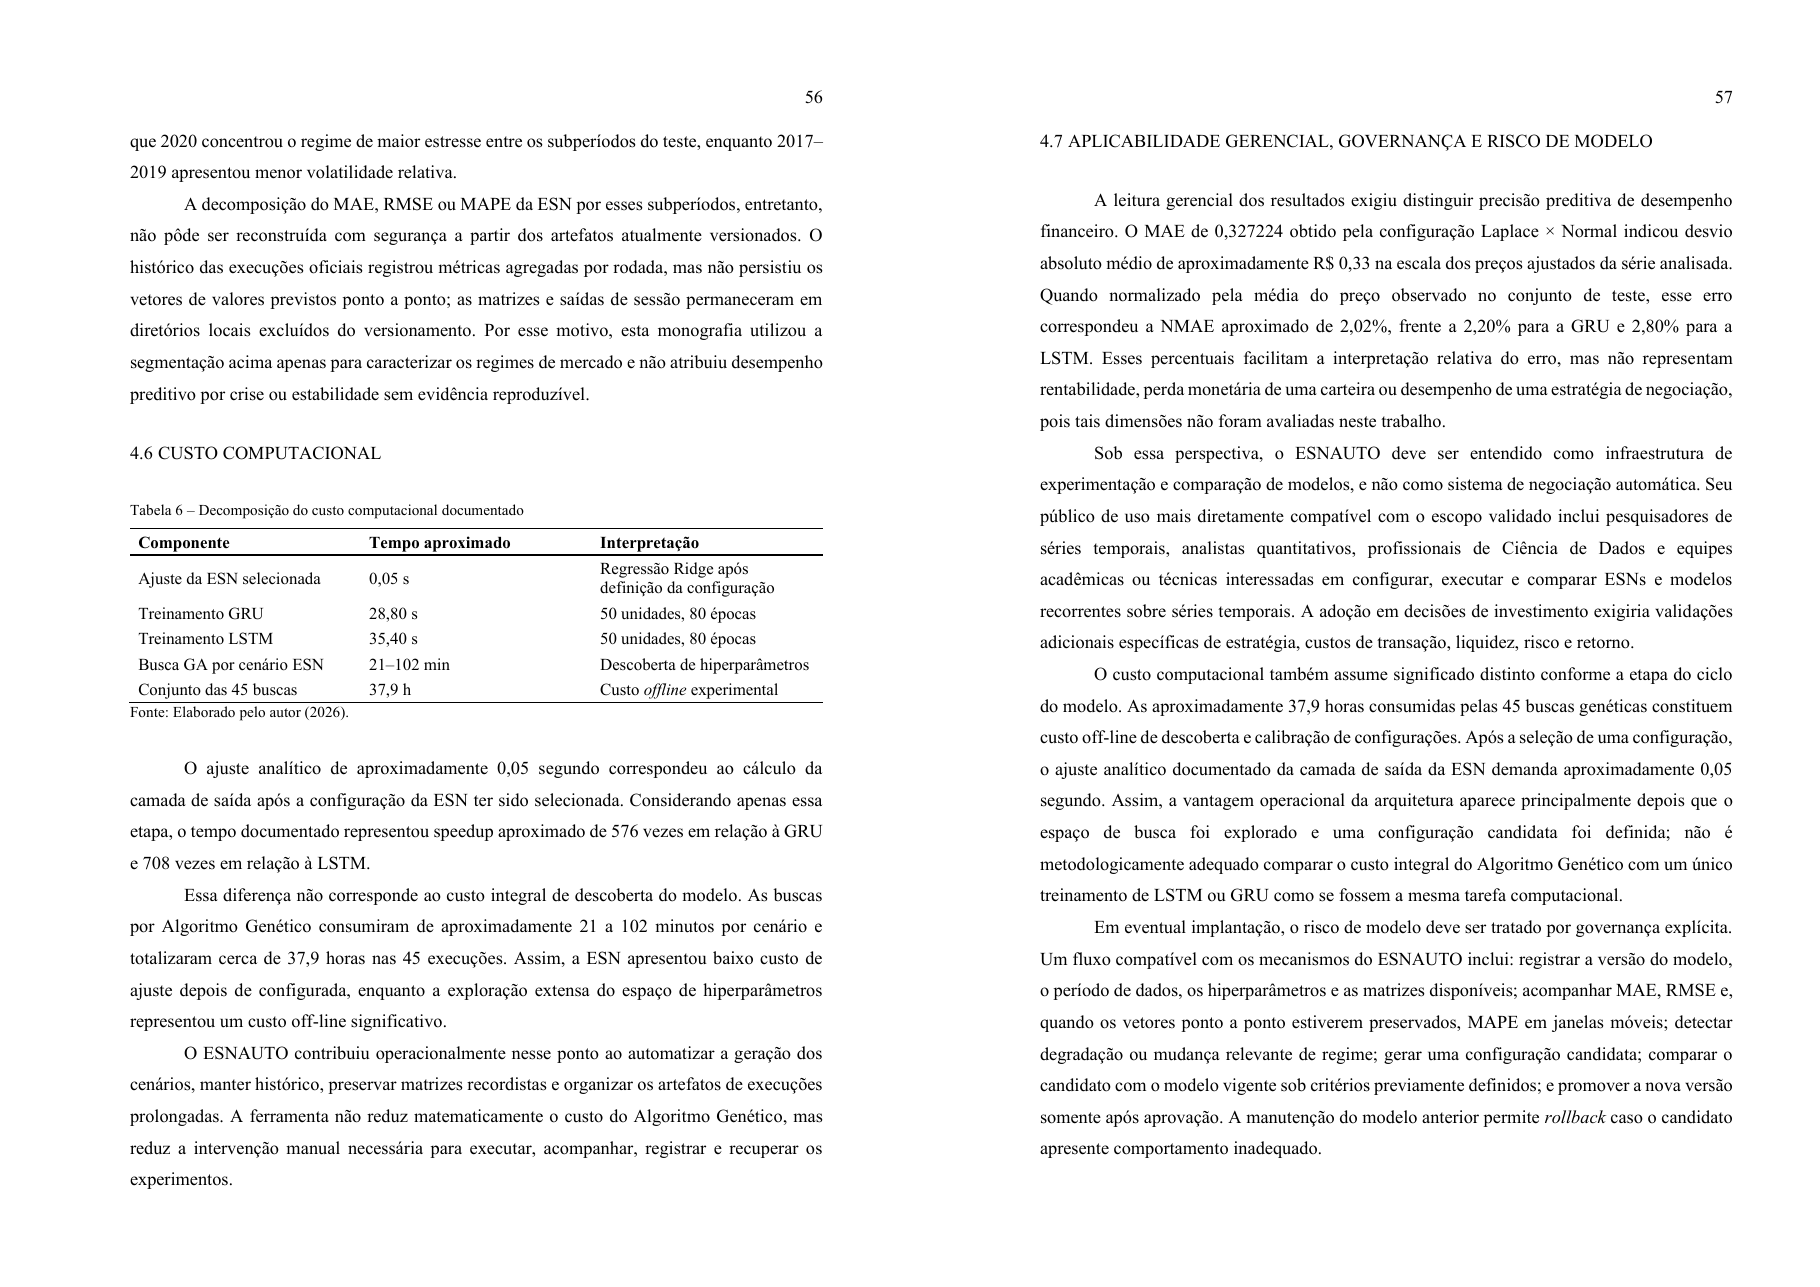 56
que 2020 concentrou o regime de maior estresse entre os subperíodos do teste, enquanto 2017–
2019 apresentou menor volatilidade relativa.
A decomposição do MAE, RMSE ou MAPE da ESN por esses subperíodos, entretanto,
não pôde ser reconstruída com segurança a partir dos artefatos atualmente versionados. O
histórico das execuções oficiais registrou métricas agregadas por rodada, mas não persistiu os
vetores de valores previstos ponto a ponto; as matrizes e saídas de sessão permaneceram em
diretórios locais excluídos do versionamento. Por esse motivo, esta monografia utilizou a
segmentação acima apenas para caracterizar os regimes de mercado e não atribuiu desempenho
preditivo por crise ou estabilidade sem evidência reproduzível.
4.6 CUSTO COMPUTACIONAL
Tabela 6 – Decomposição do custo computacional documentado
Componente Tempo aproximado Interpretação
Ajuste da ESN selecionada 0,05 s Regressão Ridge após
definição da configuração
Treinamento GRU 28,80 s 50 unidades, 80 épocas
Treinamento LSTM 35,40 s 50 unidades, 80 épocas
Busca GA por cenário ESN 21–102 min Descoberta de hiperparâmetros
Conjunto das 45 buscas 37,9 h Custo offline experimental
Fonte: Elaborado pelo autor (2026).
O ajuste analítico de aproximadamente 0,05 segundo correspondeu ao cálculo da
camada de saída após a configuração da ESN ter sido selecionada. Considerando apenas essa
etapa, o tempo documentado representou speedup aproximado de 576 vezes em relação à GRU
e 708 vezes em relação à LSTM.
Essa diferença não corresponde ao custo integral de descoberta do modelo. As buscas
por Algoritmo Genético consumiram de aproximadamente 21 a 102 minutos por cenário e
totalizaram cerca de 37,9 horas nas 45 execuções. Assim, a ESN apresentou baixo custo de
ajuste depois de configurada, enquanto a exploração extensa do espaço de hiperparâmetros
representou um custo off-line significativo.
O ESNAUTO contribuiu operacionalmente nesse ponto ao automatizar a geração dos
cenários, manter histórico, preservar matrizes recordistas e organizar os artefatos de execuções
prolongadas. A ferramenta não reduz matematicamente o custo do Algoritmo Genético, mas
reduz a intervenção manual necessária para executar, acompanhar, registrar e recuperar os
experimentos.
57
4.7 APLICABILIDADE GERENCIAL, GOVERNANÇA E RISCO DE MODELO
A leitura gerencial dos resultados exigiu distinguir precisão preditiva de desempenho
financeiro. O MAE de 0,327224 obtido pela configuração Laplace × Normal indicou desvio
absoluto médio de aproximadamente R$ 0,33 na escala dos preços ajustados da série analisada.
Quando normalizado pela média do preço observado no conjunto de teste, esse erro
correspondeu a NMAE aproximado de 2,02%, frente a 2,20% para a GRU e 2,80% para a
LSTM. Esses percentuais facilitam a interpretação relativa do erro, mas não representam
rentabilidade, perda monetária de uma carteira ou desempenho de uma estratégia de negociação,
pois tais dimensões não foram avaliadas neste trabalho.
Sob essa perspectiva, o ESNAUTO deve ser entendido como infraestrutura de
experimentação e comparação de modelos, e não como sistema de negociação automática. Seu
público de uso mais diretamente compatível com o escopo validado inclui pesquisadores de
séries temporais, analistas quantitativos, profissionais de Ciência de Dados e equipes
acadêmicas ou técnicas interessadas em configurar, executar e comparar ESNs e modelos
recorrentes sobre séries temporais. A adoção em decisões de investimento exigiria validações
adicionais específicas de estratégia, custos de transação, liquidez, risco e retorno.
O custo computacional também assume significado distinto conforme a etapa do ciclo
do modelo. As aproximadamente 37,9 horas consumidas pelas 45 buscas genéticas constituem
custo off-line de descoberta e calibração de configurações. Após a seleção de uma configuração,
o ajuste analítico documentado da camada de saída da ESN demanda aproximadamente 0,05
segundo. Assim, a vantagem operacional da arquitetura aparece principalmente depois que o
espaço de busca foi explorado e uma configuração candidata foi definida; não é
metodologicamente adequado comparar o custo integral do Algoritmo Genético com um único
treinamento de LSTM ou GRU como se fossem a mesma tarefa computacional.
Em eventual implantação, o risco de modelo deve ser tratado por governança explícita.
Um fluxo compatível com os mecanismos do ESNAUTO inclui: registrar a versão do modelo,
o período de dados, os hiperparâmetros e as matrizes disponíveis; acompanhar MAE, RMSE e,
quando os vetores ponto a ponto estiverem preservados, MAPE em janelas móveis; detectar
degradação ou mudança relevante de regime; gerar uma configuração candidata; comparar o
candidato com o modelo vigente sob critérios previamente definidos; e promover a nova versão
somente após aprovação. A manutenção do modelo anterior permite rollback caso o candidato
apresente comportamento inadequado.